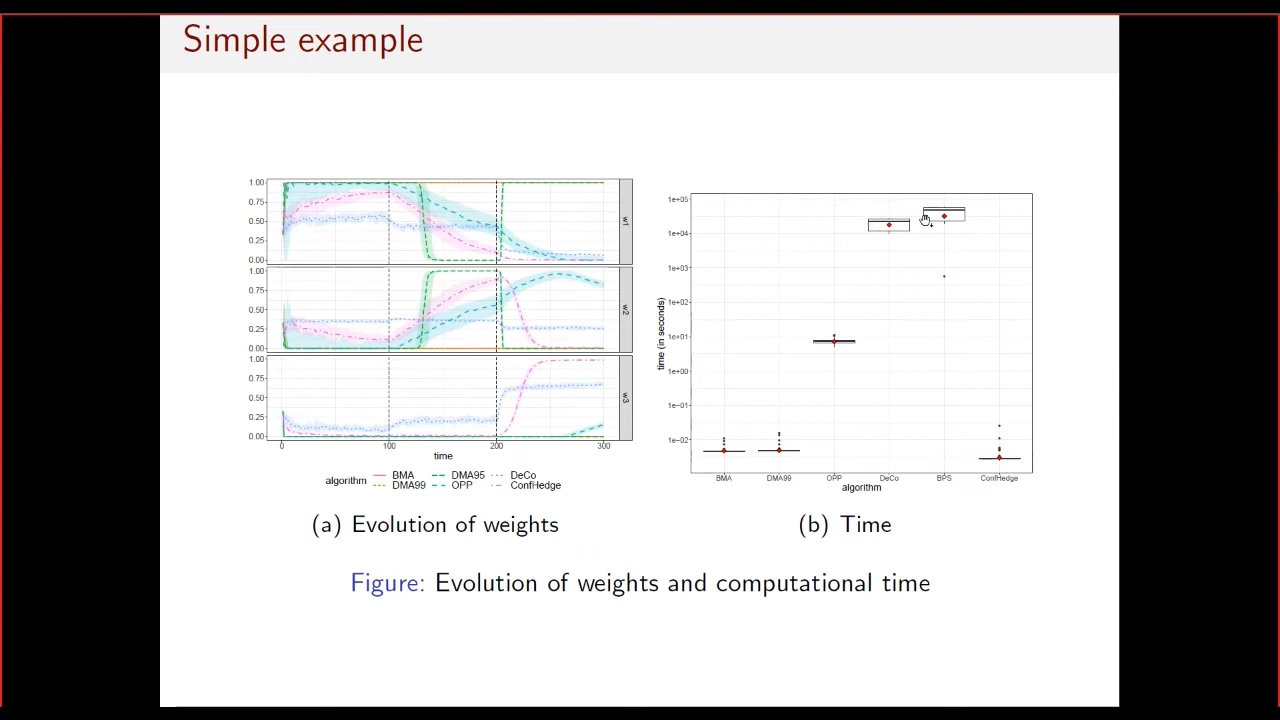 Simple example
1.00
0.75
0.50
0.25
0.00
w1
1.00
0.75
0.50
0.25
0.00
w2
1.00
0.75
0.50
0.25
0.00
w3
0 100 200 300
time
algorithm BMA DMA95 DeCo
DMA99 OPP ConfHedge
1e+05
1e+04
1e+03
1e+02
1e+01
1e+00
1e-01
1e-02
time (in seconds)
BMA DMA99 OPP DeCo BPS ConfHedge
algorithm
(a) Evolution of weights
(b) Time
Figure: Evolution of weights and computational time